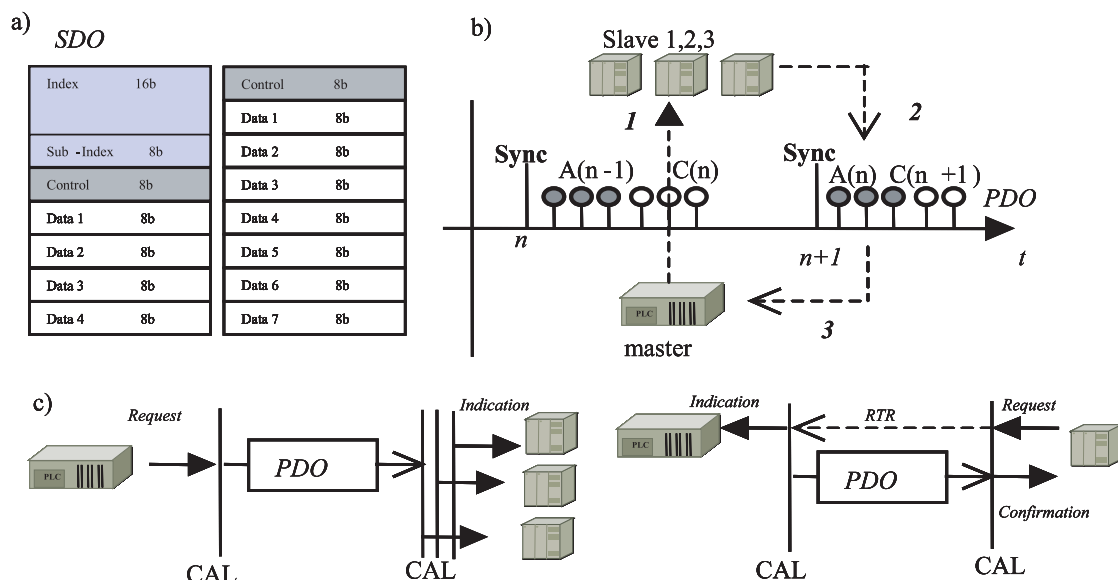 a)
SDO
Index 16b
Sub -Index 8b
Control 8b
Data 1 8b
Data 2 8b
Data 3 8b
Data 4 8b
Control 8b
Data 1 8b
Data 2 8b
Data 3 8b
Data 4 8b
Data 5 8b
Data 6 8b
Data 7 8b
b)
Slave 1,2,3
1
2
Sync
A(n -1)
C(n)
Sync
A(n)
C(n +1)
PDO
n
n+1
t
PLC
3
master
c)
Request
PLC
PDO
Indication
CAL
CAL
Indication
RTR
Request
PLC
PDO
Confirmation
CAL
CAL